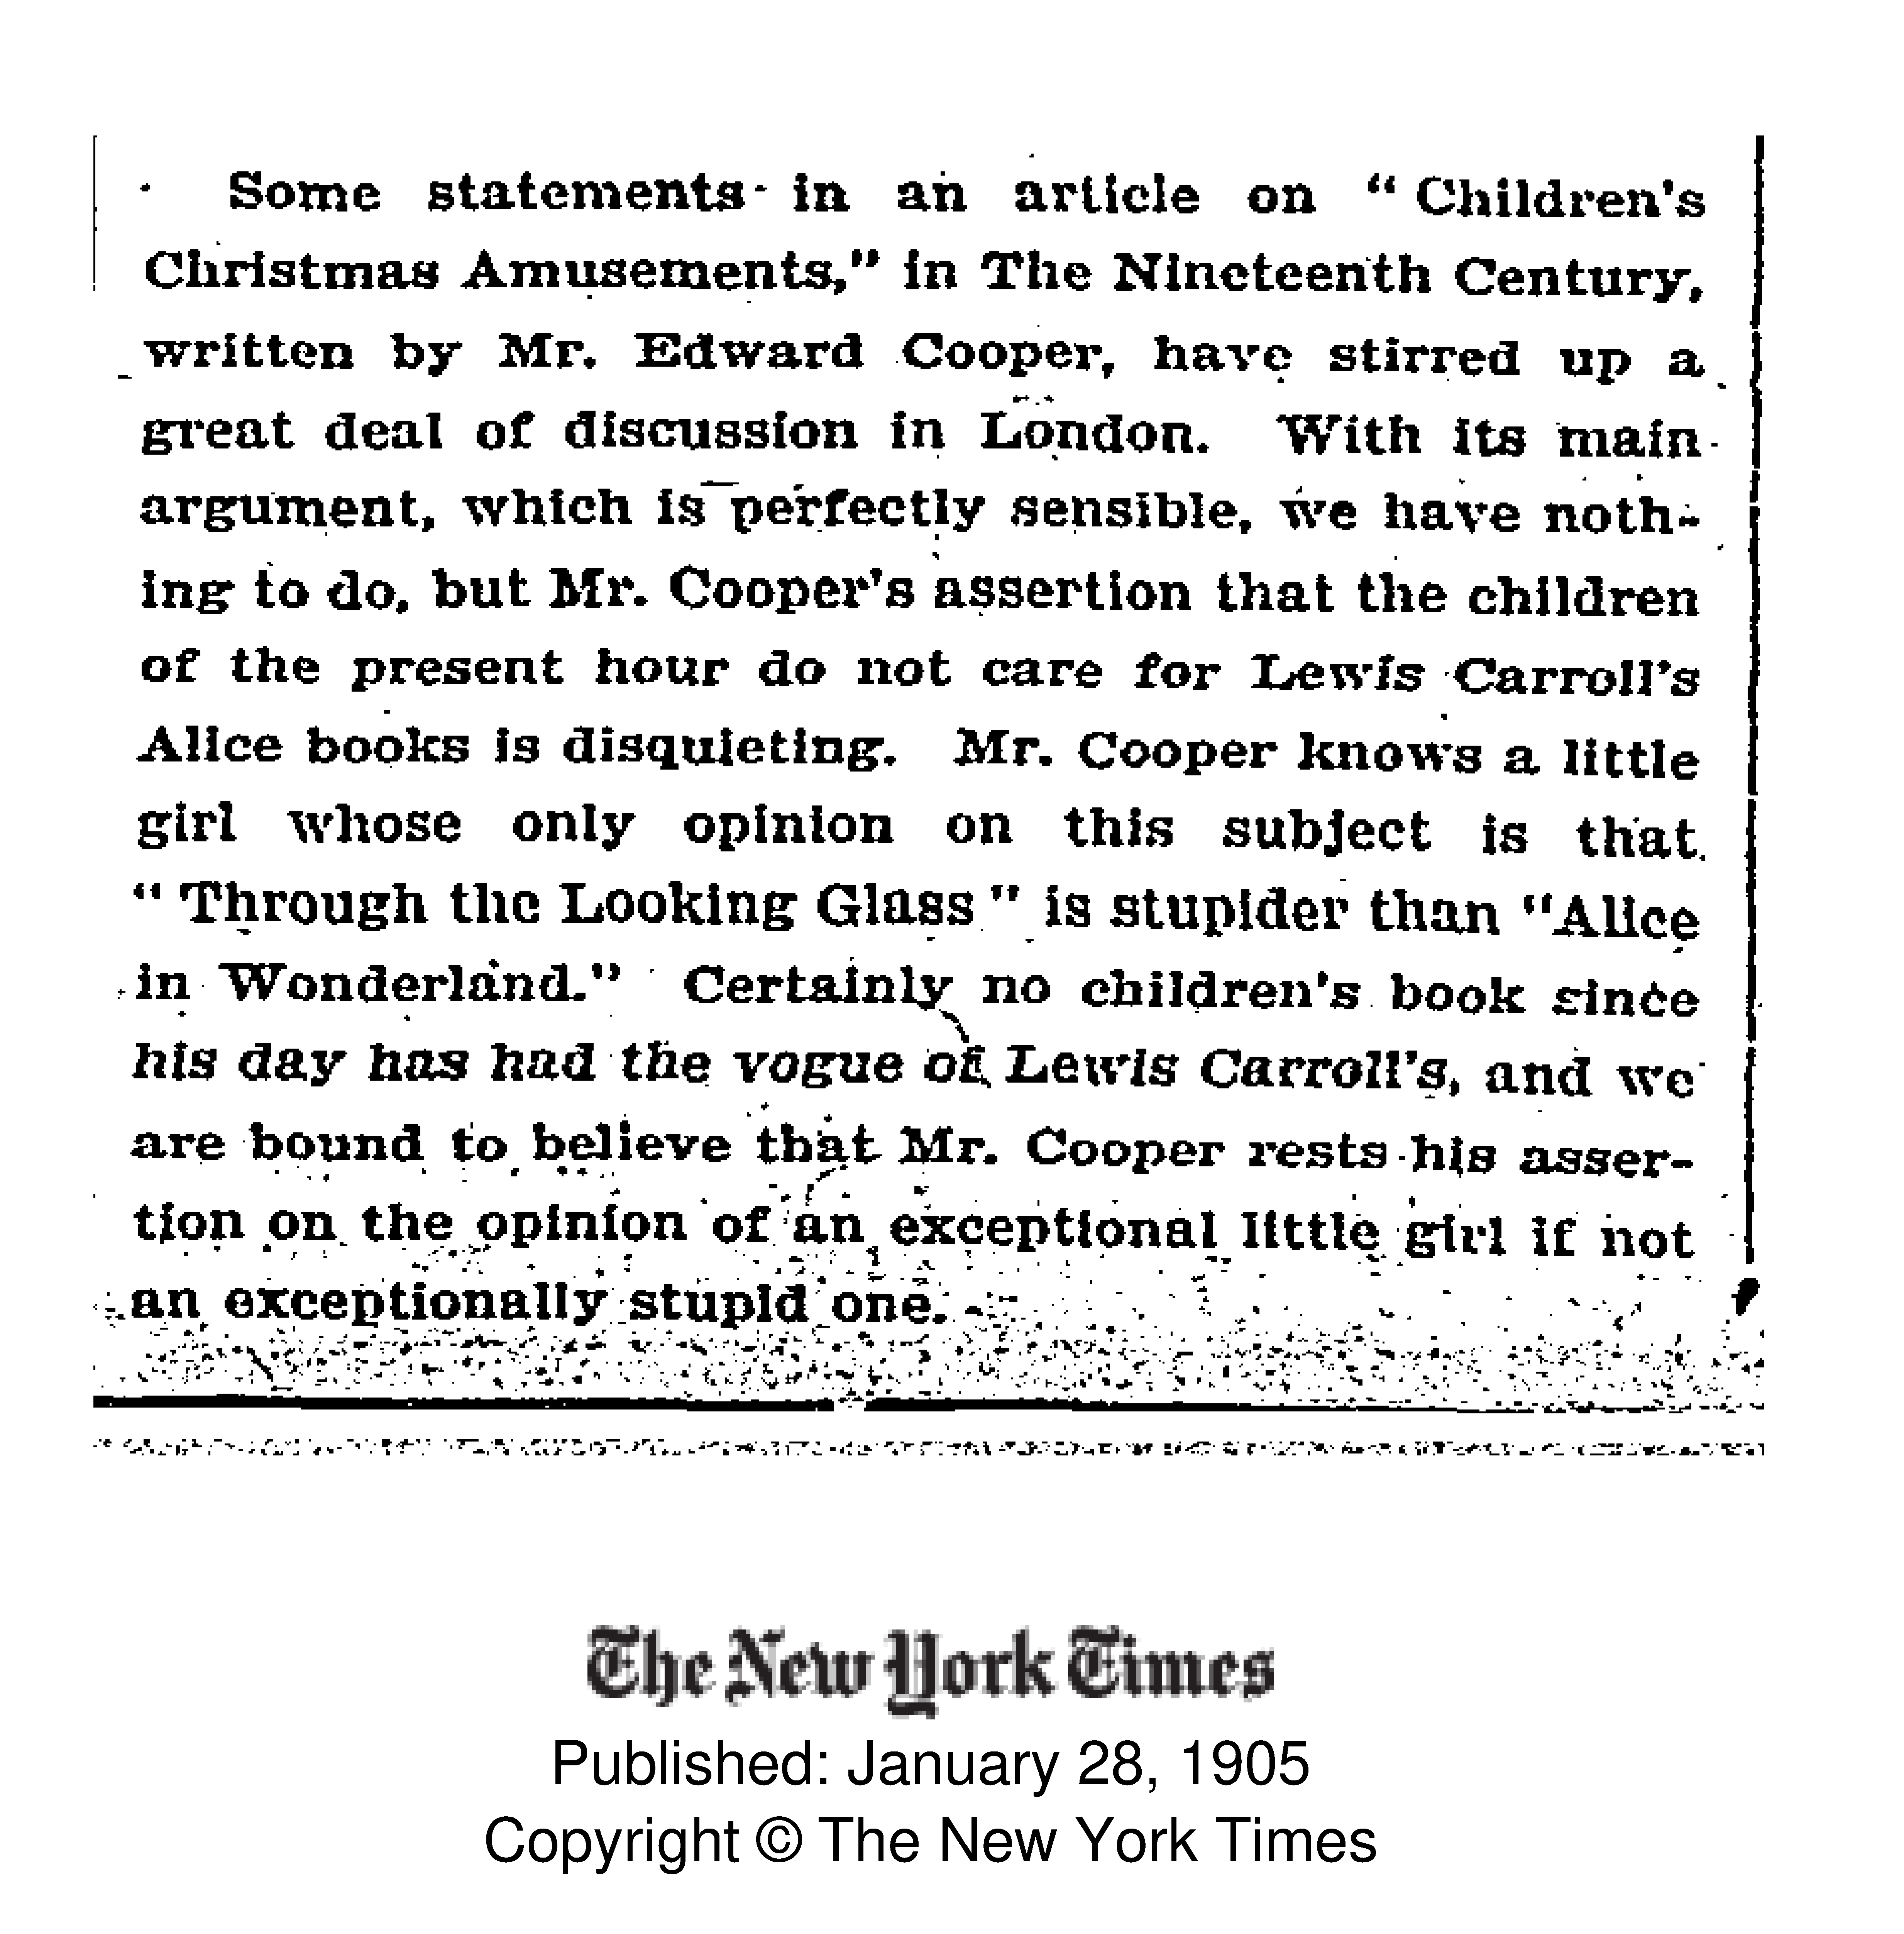 Some statements in an article on "Children's
Christmas Amusements," in The Nineteenth Century,
written by Mr. Edward Cooper, have stirred up a
great deal of discussion in London. With its main
argument, which is perfectly sensible, we have noth-
ing to do, but Mr. Cooper's assertion that the children
of the present hour do not care for Lewis Carroll's
Alice books is disquieting. Mr. Cooper knows a little
girl whose only opinion on this subject is that
"Through the Looking Glass" is stupider than "Alice
in Wonderland." Certainly no children's book since
his day has had the vogue of Lewis Carroll's, and we
are bound to believe that Mr. Cooper rests his asser-
tion on the opinion of an exceptional little girl if not
an exceptionally stupid one.
The New York Times
Published: January 28, 1905
Copyright © The New York Times